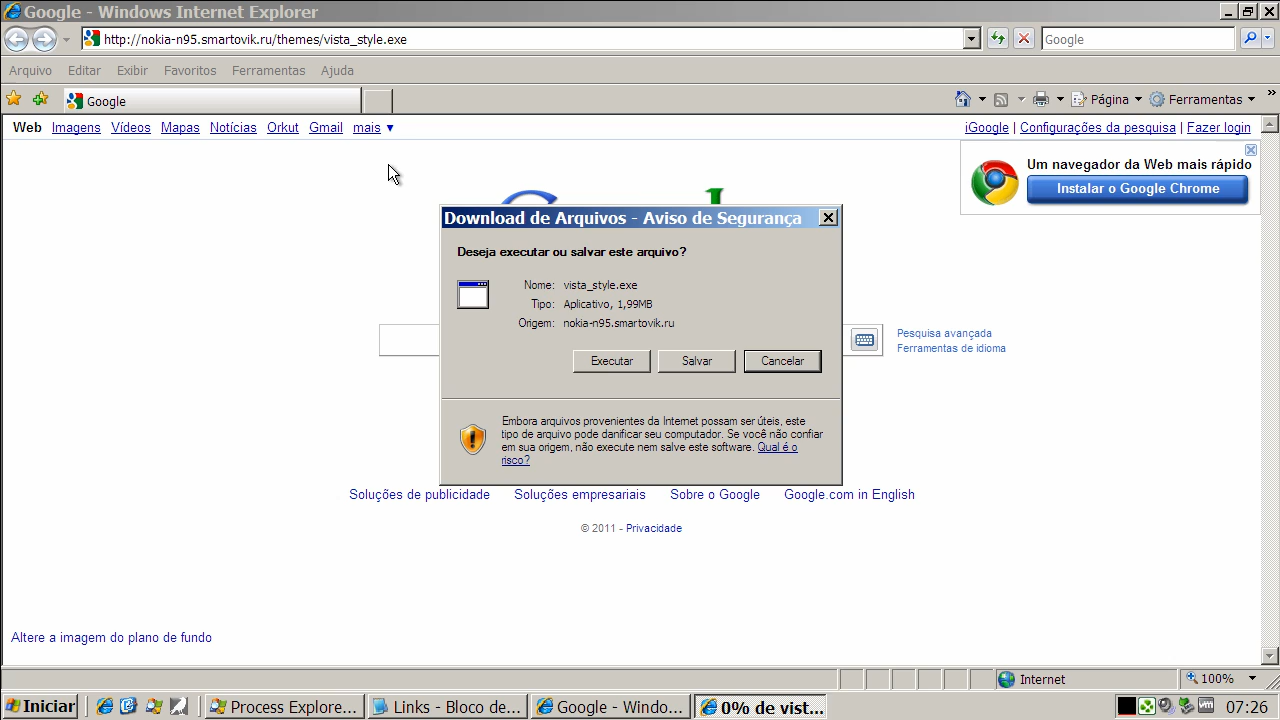 Google - Windows Internet Explorer
http://nokia-n95.smartovik.ru/themes/vista_style.exe
Google
Arquivo Editar Exibir Favoritos Ferramentas Ajuda
Google
Página Ferramentas »
Web Imagens Vídeos Mapas Notícias Orkut Gmail mais ▼
iGoogle | Configurações da pesquisa | Fazer login
Um navegador da Web mais rápido
Instalar o Google Chrome
Download de Arquivos - Aviso de Segurança
Deseja executar ou salvar este arquivo?
Nome: vista_style.exe
Tipo: Aplicativo, 1,99MB
Origem: nokia-n95.smartovik.ru
Executar Salvar Cancelar
Pesquisa avançada
Ferramentas de idioma
Embora arquivos provenientes da Internet possam ser úteis, este
tipo de arquivo pode danificar seu computador. Se você não confiar
em sua origem, não execute nem salve este software. Qual é o
risco?
Soluções de publicidade Soluções empresariais Sobre o Google Google.com in English
© 2011 - Privacidade
Altere a imagem do plano de fundo
Internet 100%
Iniciar Process Explore... Links - Bloco de... Google - Windo... 0% de vist... 07:26